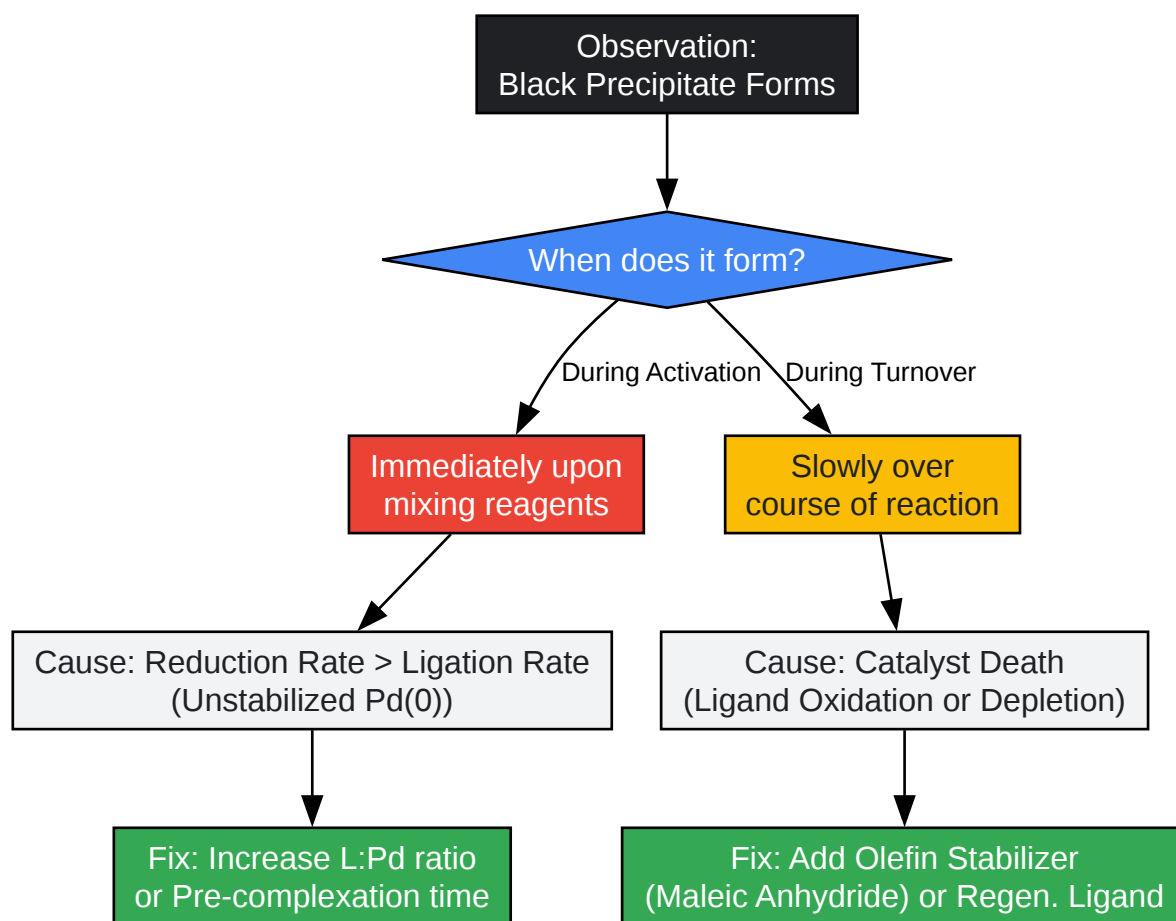 Observation:
Black Precipitate Forms
When does it form?
During Activation
During Turnover
Immediately upon
mixing reagents
Slowly over
course of reaction
Cause: Reduction Rate > Ligation Rate
(Unstabilized Pd(0))
Cause: Catalyst Death
(Ligand Oxidation or Depletion)
Fix: Increase L:Pd ratio
or Pre-complexation time
Fix: Add Olefin Stabilizer
(Maleic Anhydride) or Regen. Ligand